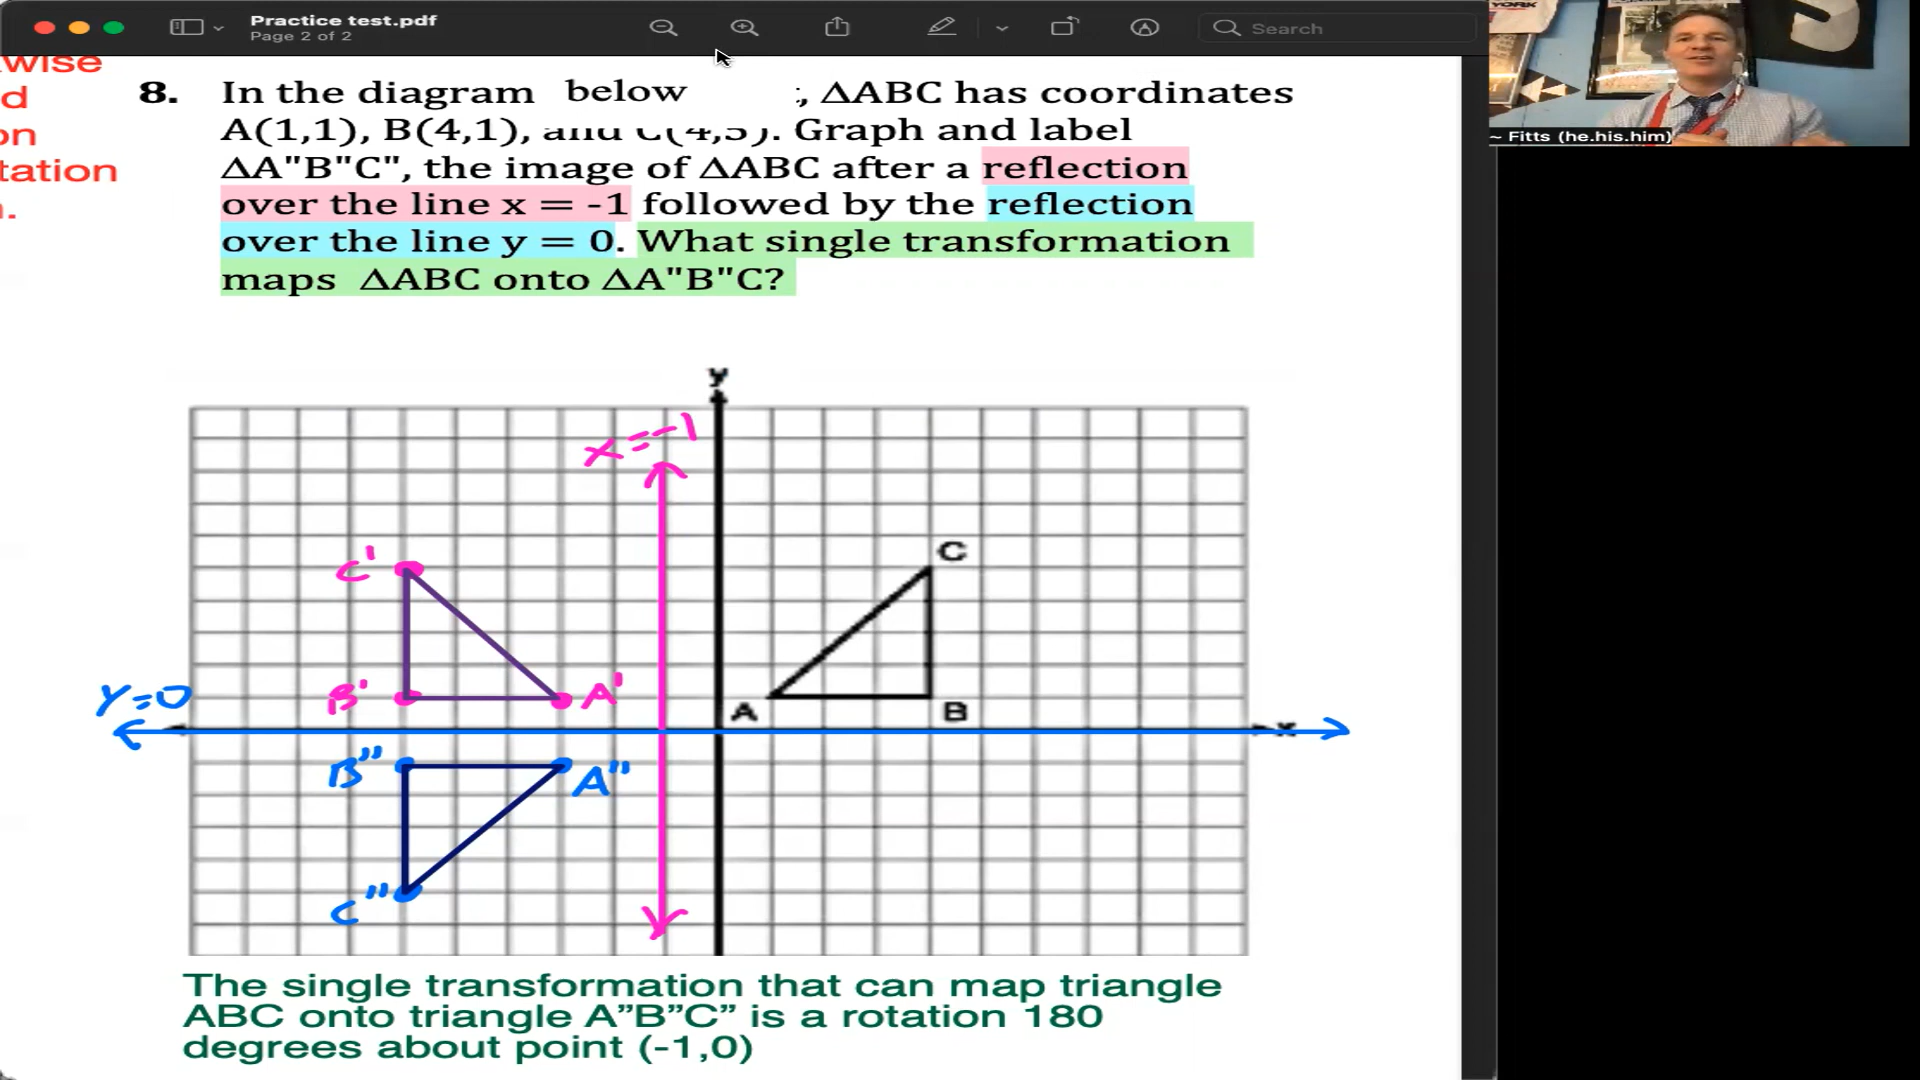 Practice test.pdf
Page 2 of 2
Search
YORK
~ Fitts (he.his.him)
wise
d
on
tation
8. In the diagram below , ΔABC has coordinates
A(1,1), B(4,1), and C(4,5). Graph and label
ΔA"B"C", the image of ΔABC after a reflection
over the line x = -1 followed by the reflection
over the line y = 0. What single transformation
maps ΔABC onto ΔA"B"C?
y
x=-1
C
C'
B'
A'
A
B
y=0
x
B"
A"
C"
The single transformation that can map triangle
ABC onto triangle A”B”C” is a rotation 180
degrees about point (-1,0)